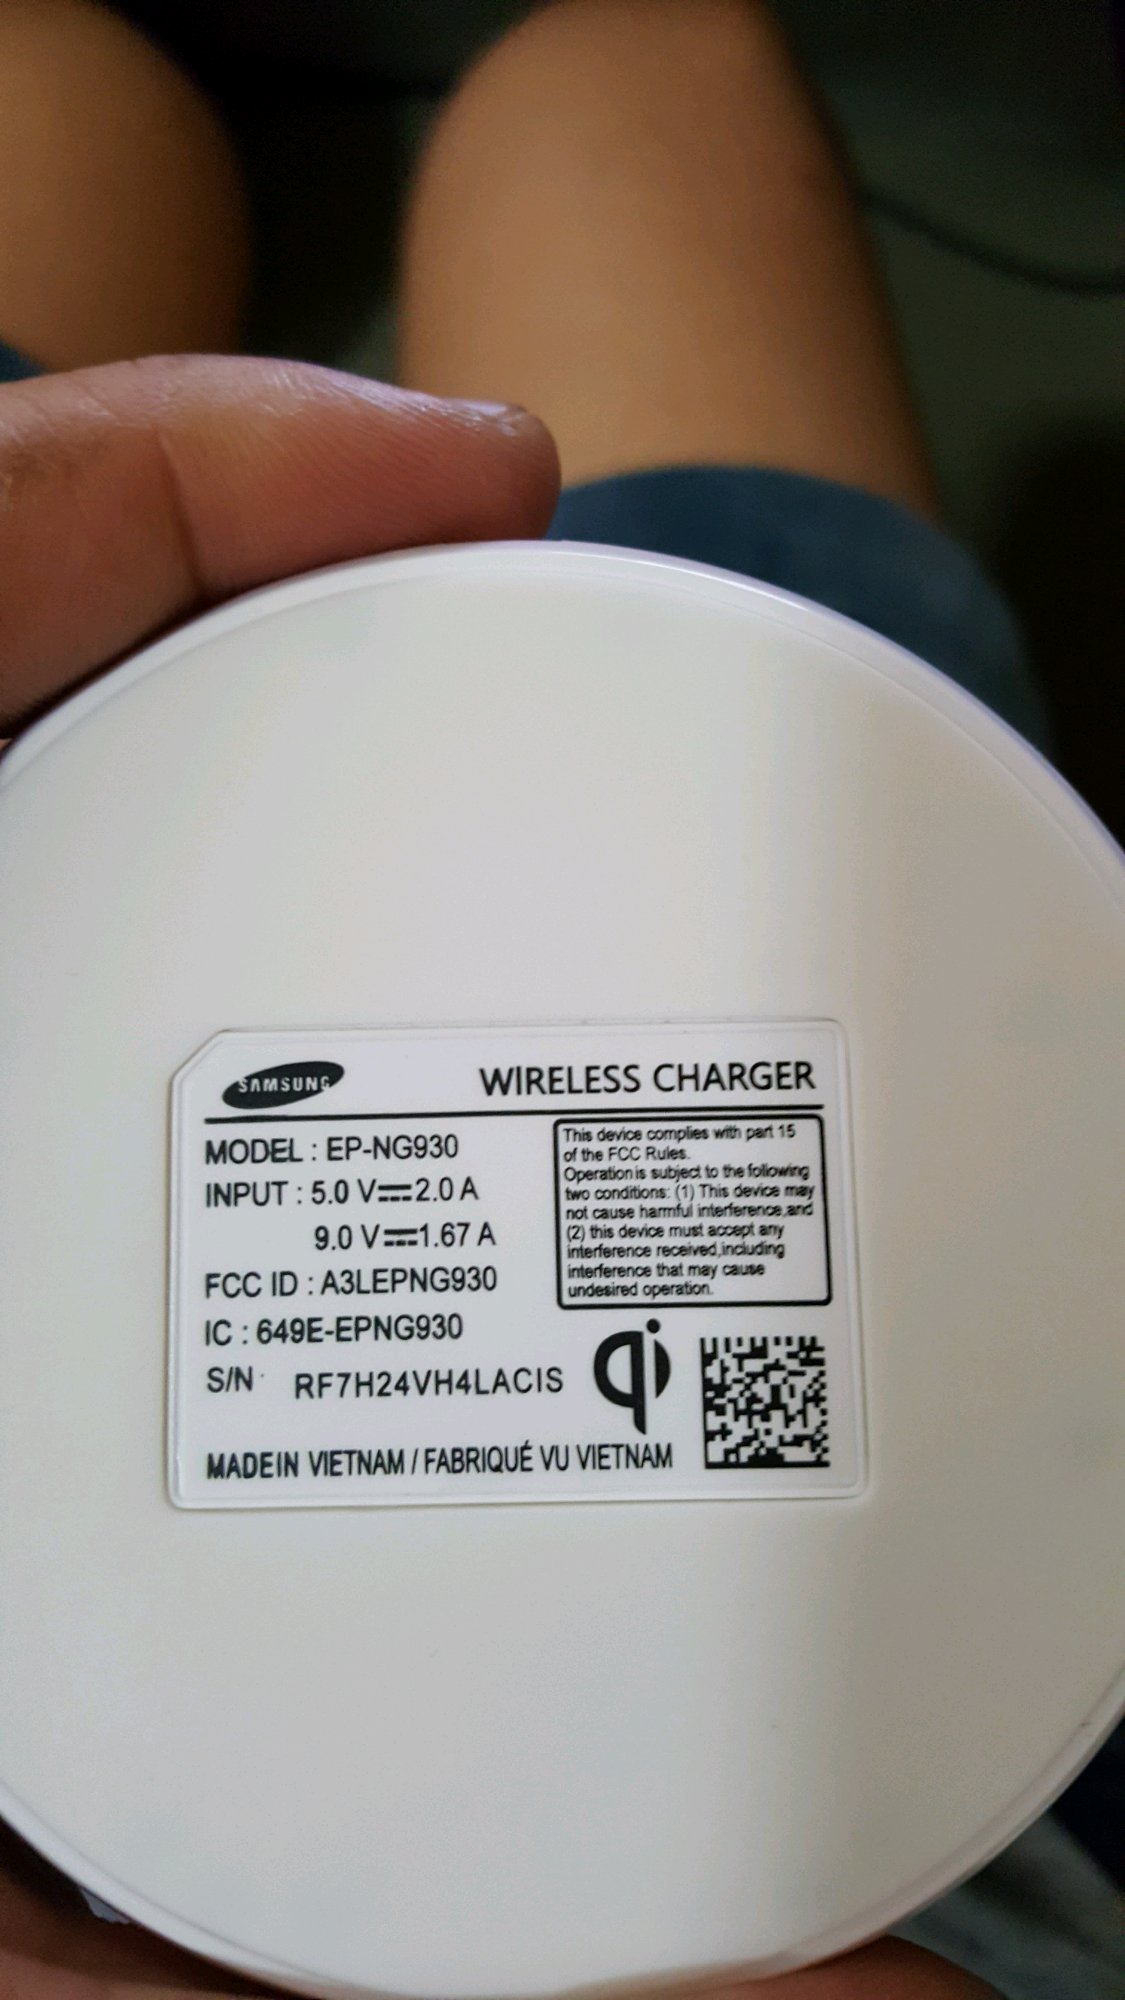 SAMSUNG
WIRELESS CHARGER
MODEL : EP-NG930
INPUT : 5.0 V⎓2.0 A
9.0 V⎓1.67 A
FCC ID : A3LEPNG930
IC : 649E-EPNG930
S/N RF7H24VH4LACIS
This device complies with part 15
of the FCC Rules.
Operation is subject to the following
two conditions: (1) This device may
not cause harmful interference,and
(2) this device must accept any
interference received,including
interference that may cause
undesired operation.
qi
MADE IN VIETNAM / FABRIQUÉ VU VIETNAM